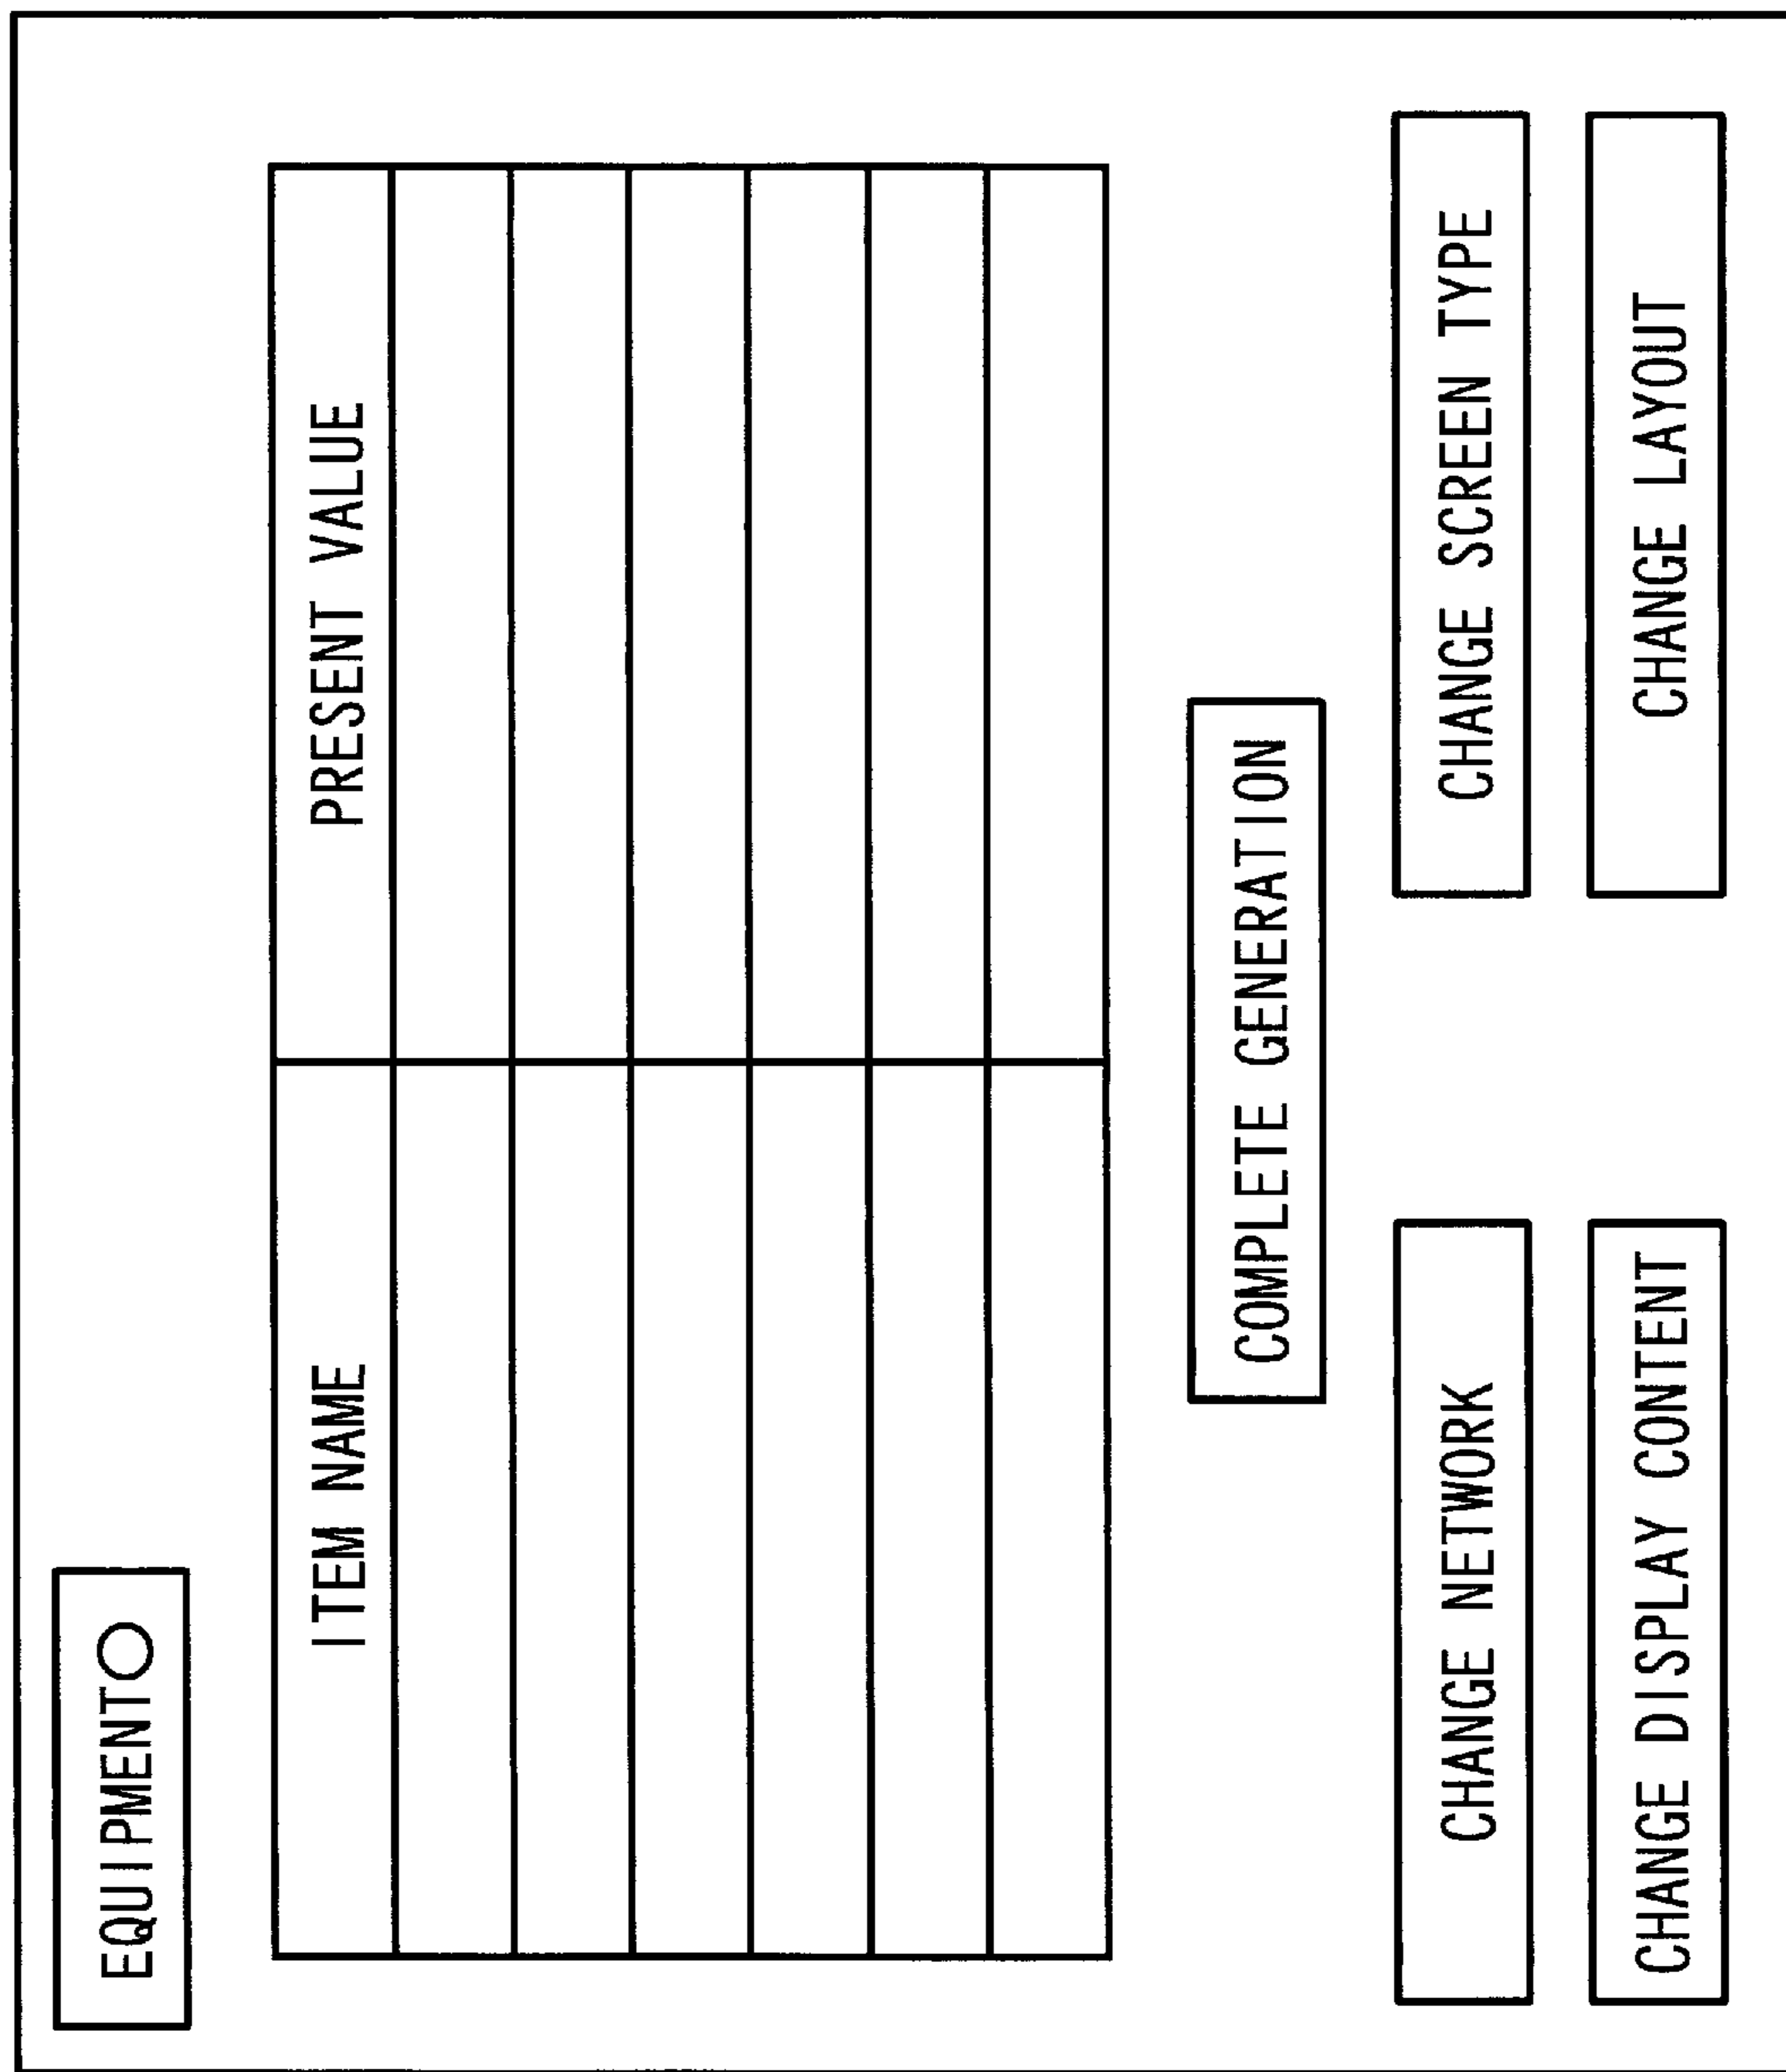 EQUIPMENT○
ITEM NAME PRESENT VALUE
COMPLETE GENERATION
CHANGE NETWORK CHANGE SCREEN TYPE
CHANGE DISPLAY CONTENT CHANGE LAYOUT